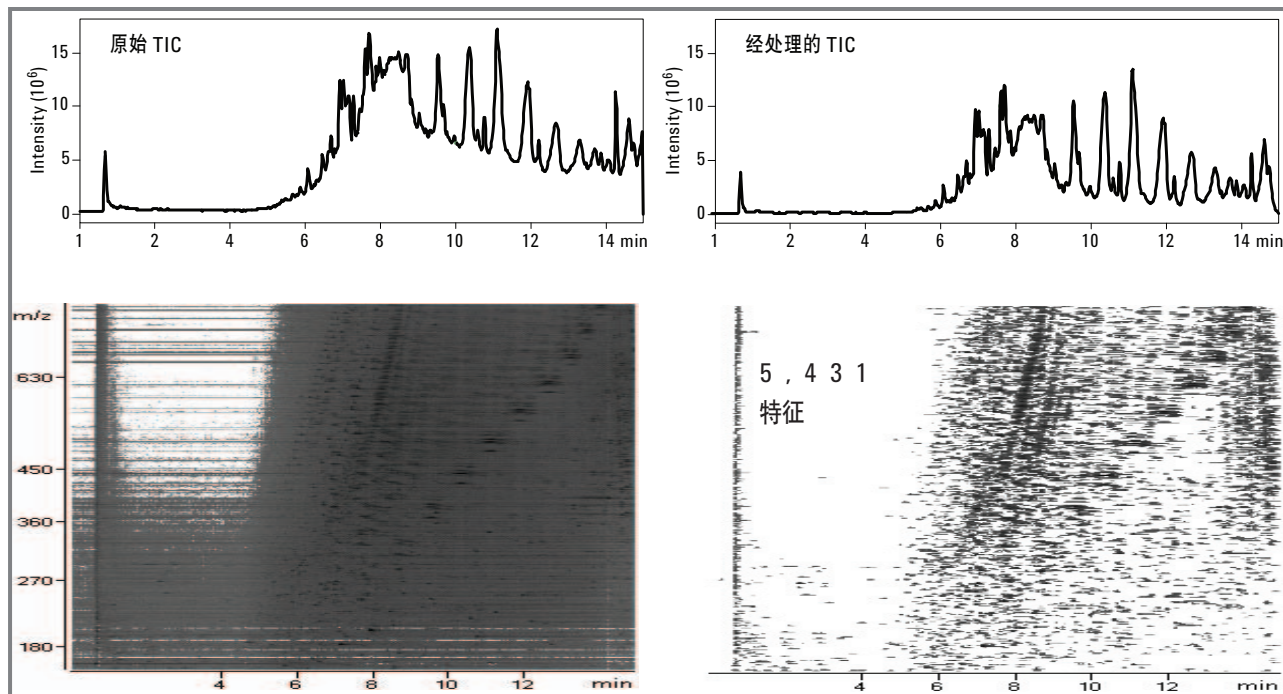 原始 TIC
Intensity (10⁶)
15
10
5
0
1 2 4 6 8 10 12 14 min
经处理的 TIC
Intensity (10⁶)
15
10
5
0
1 2 4 6 8 10 12 14 min
m/z
630
450
360
270
180
4 6 8 10 12 min
5,431
特征
4 6 8 10 12 min